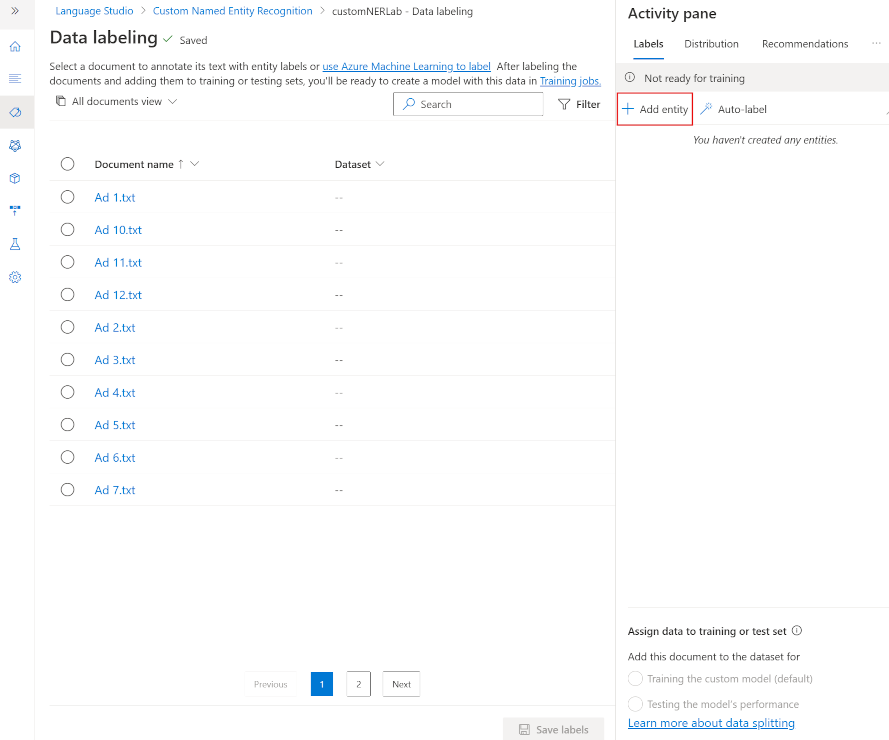 Language Studio > Custom Named Entity Recognition > customNERLab - Data labeling
Data labeling Saved
Select a document to annotate its text with entity labels or use Azure Machine Learning to label After labeling the
documents and adding them to training or testing sets, you'll be ready to create a model with this data in Training jobs.
All documents view
Search
Filter
Document name ↑ Dataset
Ad 1.txt --
Ad 10.txt --
Ad 11.txt --
Ad 12.txt --
Ad 2.txt --
Ad 3.txt --
Ad 4.txt --
Ad 5.txt --
Ad 6.txt --
Ad 7.txt --
Previous 1 2 Next
Save labels
Activity pane
Labels Distribution Recommendations ...
Not ready for training
+ Add entity Auto-label
You haven't created any entities.
Assign data to training or test set
Add this document to the dataset for
Training the custom model (default)
Testing the model's performance
Learn more about data splitting